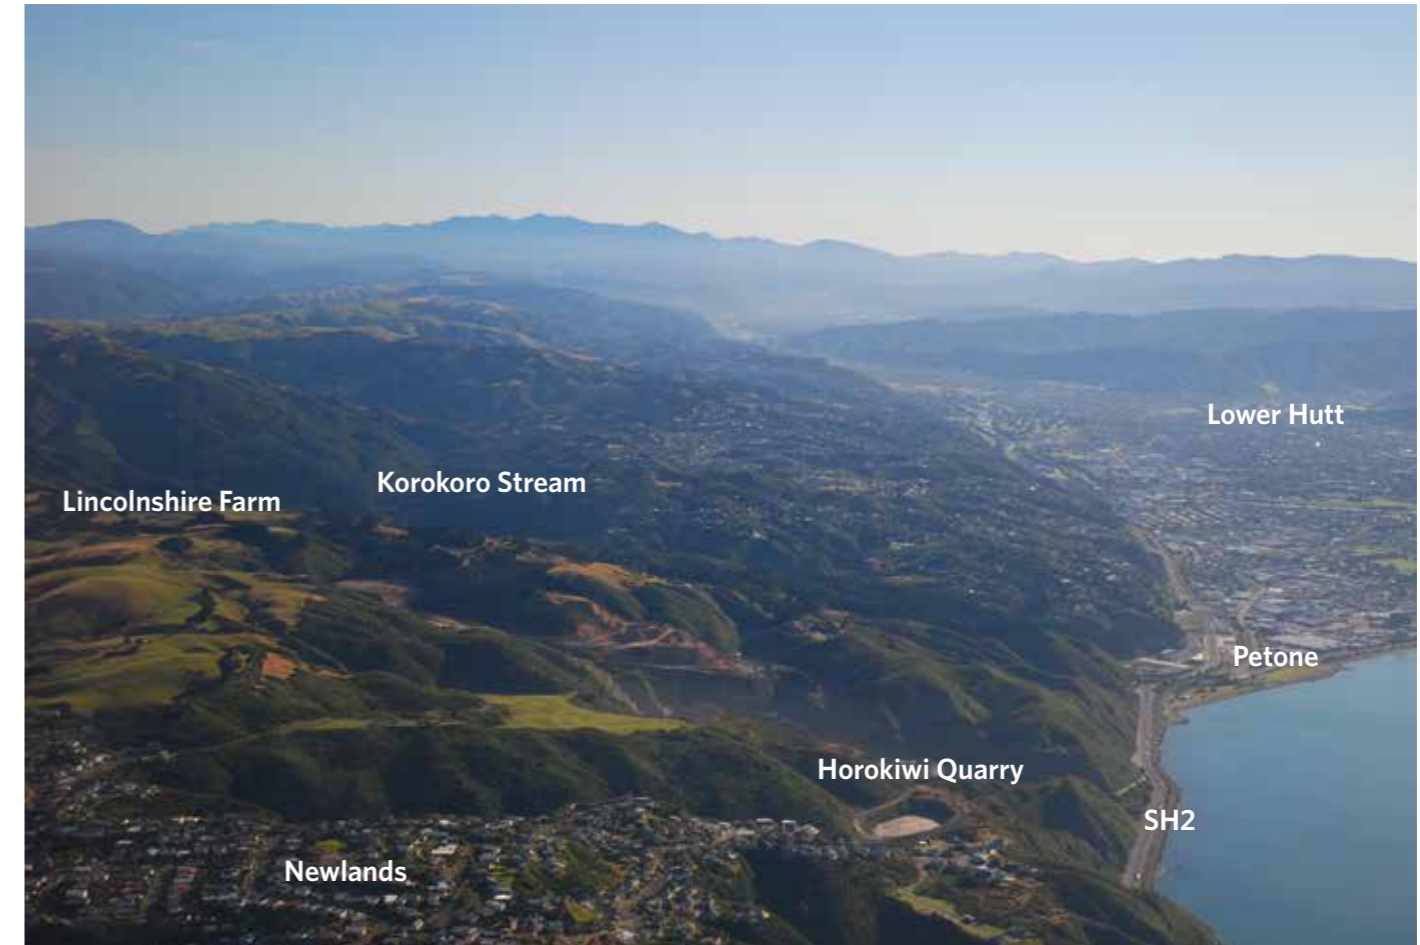 Lower Hutt
Korokoro Stream
Lincolnshire Farm
Petone
Horokiwi Quarry
SH2
Newlands